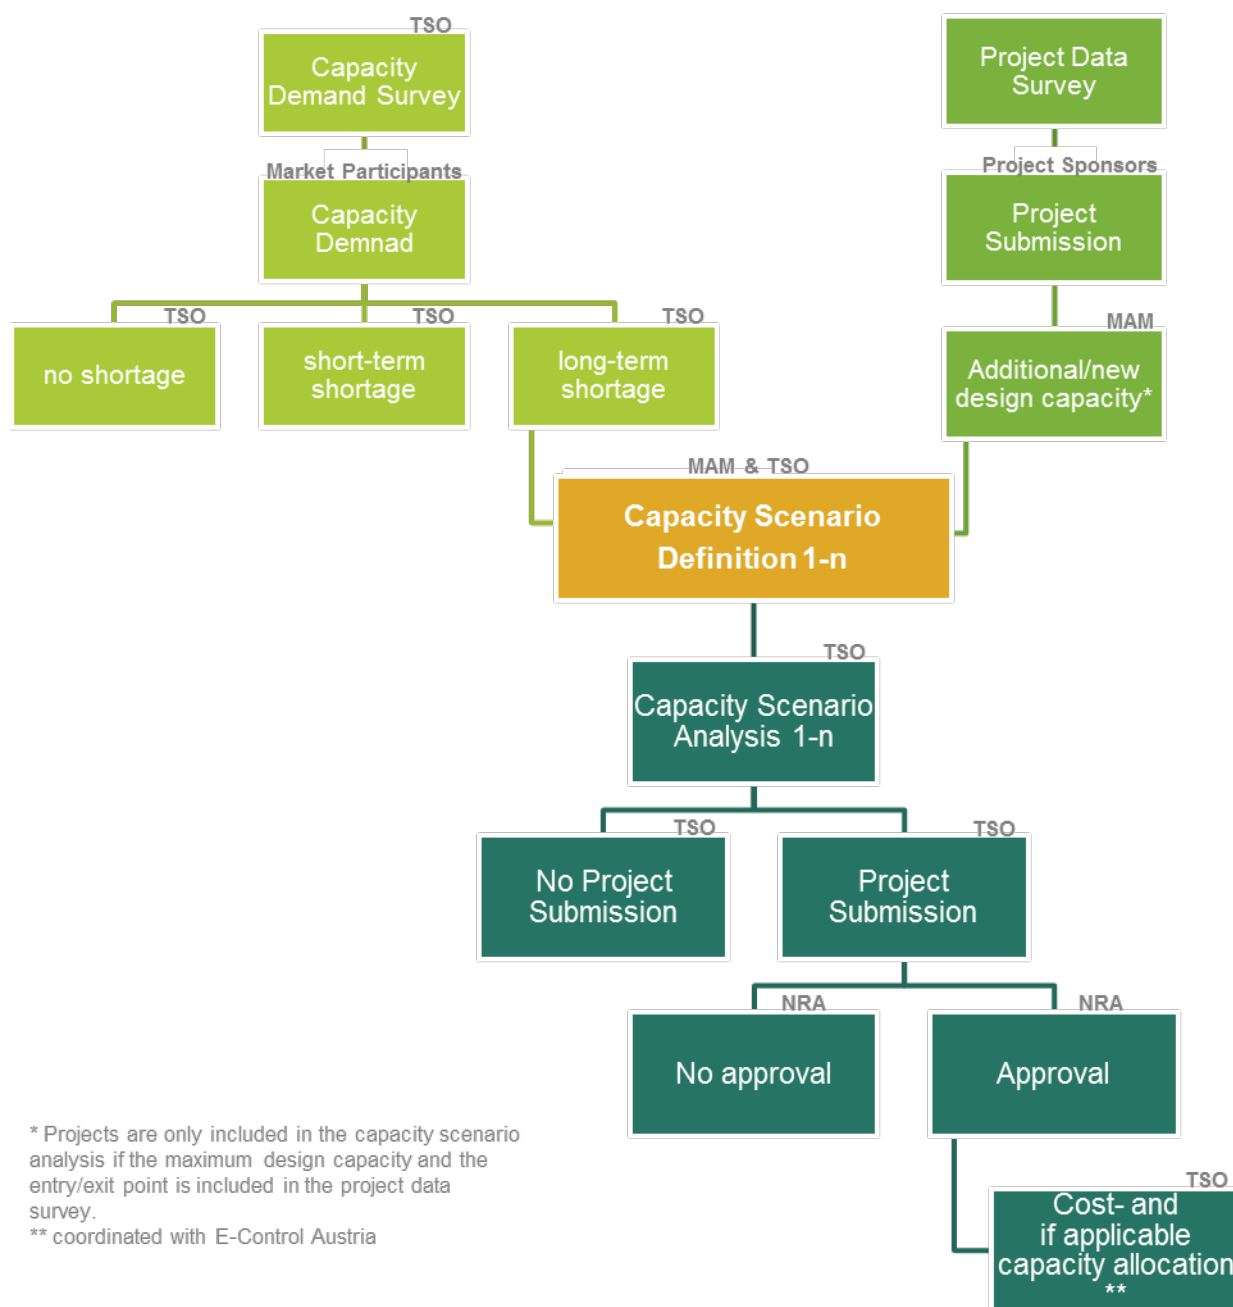 TSO
Capacity
Demand Survey
Market Participants
Capacity
Demnad
TSO
no shortage
TSO
short-term
shortage
TSO
long-term
shortage
Project Data
Survey
Project Sponsors
Project
Submission
MAM
Additional/new
design capacity*
MAM & TSO
Capacity Scenario
Definition 1-n
TSO
Capacity Scenario
Analysis 1-n
TSO
No Project
Submission
TSO
Project
Submission
NRA
No approval
NRA
Approval
TSO
Cost- and
if applicable
capacity allocation
**
* Projects are only included in the capacity scenario
analysis if the maximum design capacity and the
entry/exit point is included in the project data
survey.
** coordinated with E-Control Austria